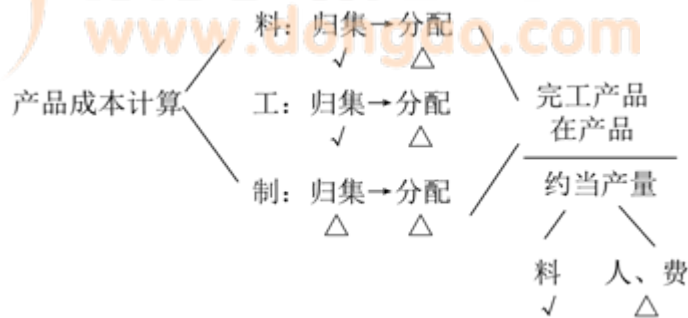 www.dongao.com
料：归集→分配
√ △
产品成本计算
工：归集→分配
√ △
制：归集→分配
△ △
完工产品
在产品
约当产量
料 人、费
√ △